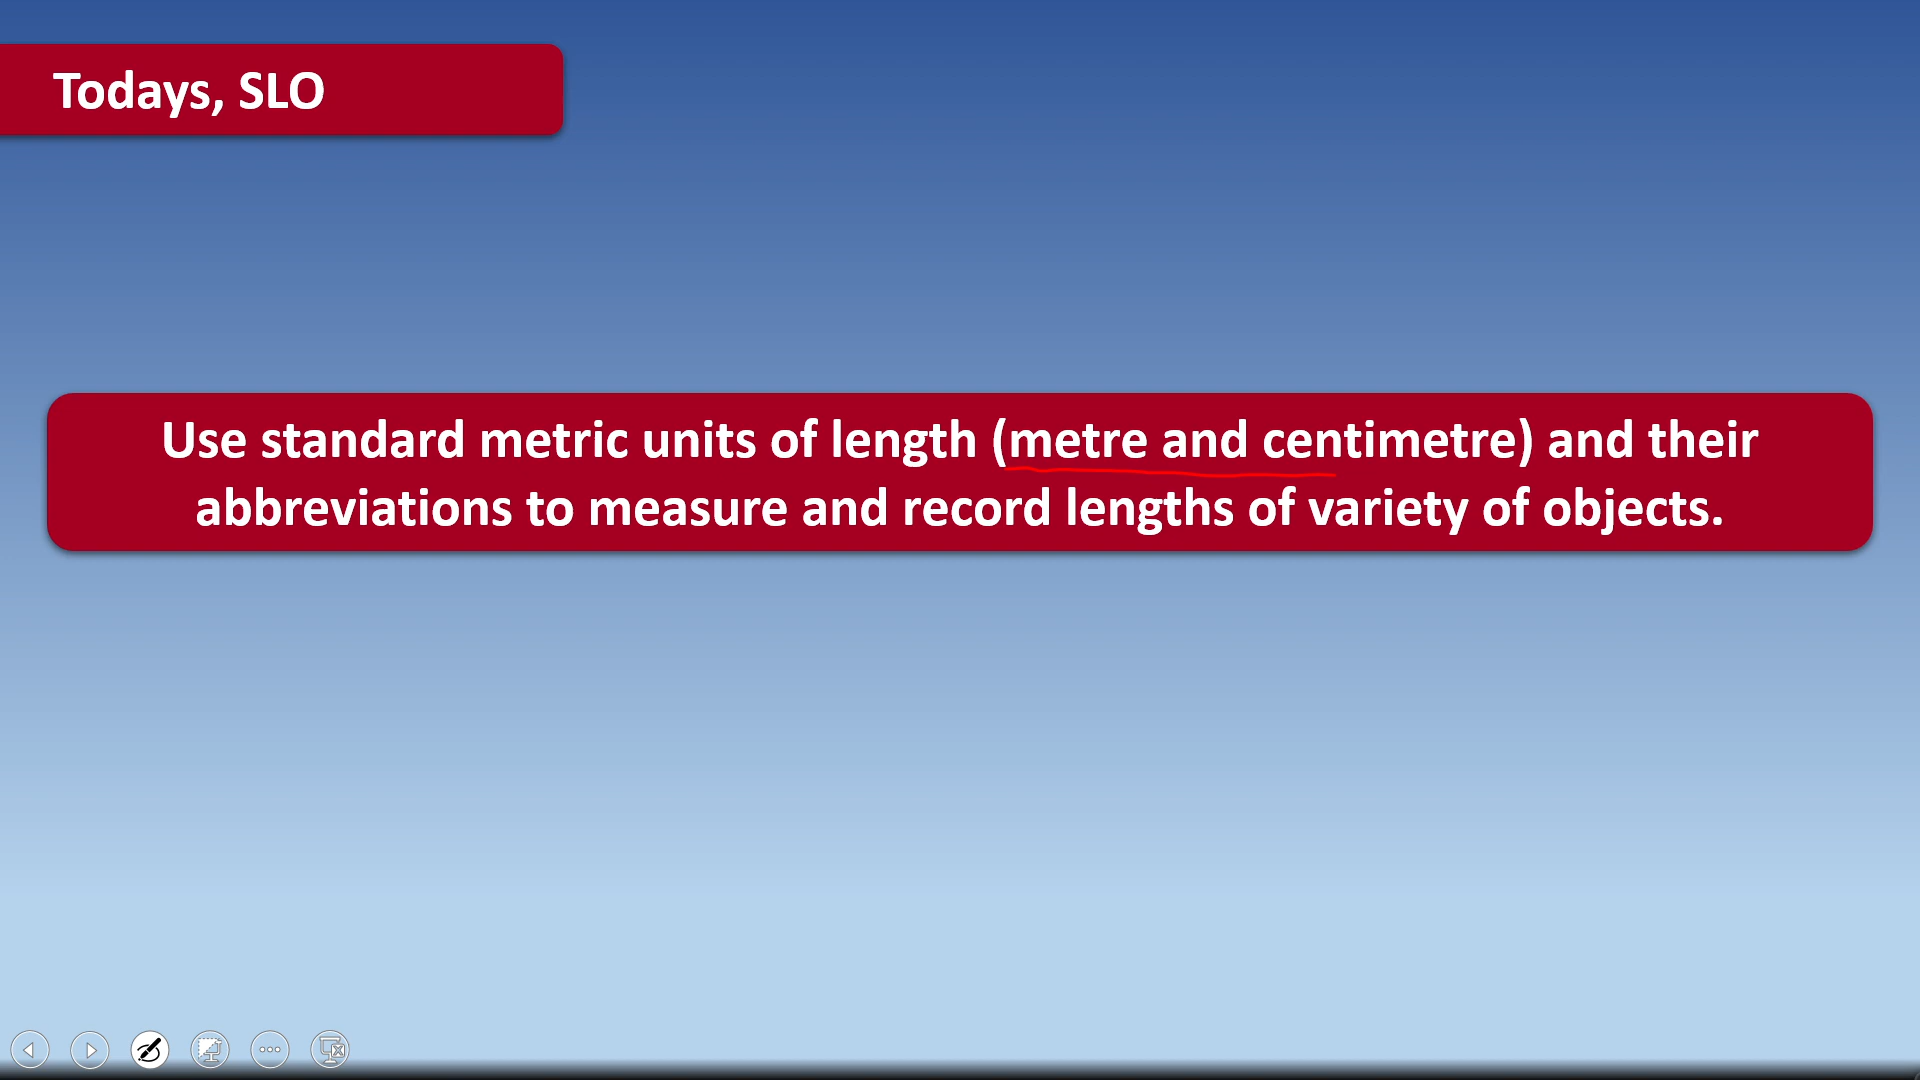 Todays, SLO
Use standard metric units of length (metre and centimetre) and their
abbreviations to measure and record lengths of variety of objects.